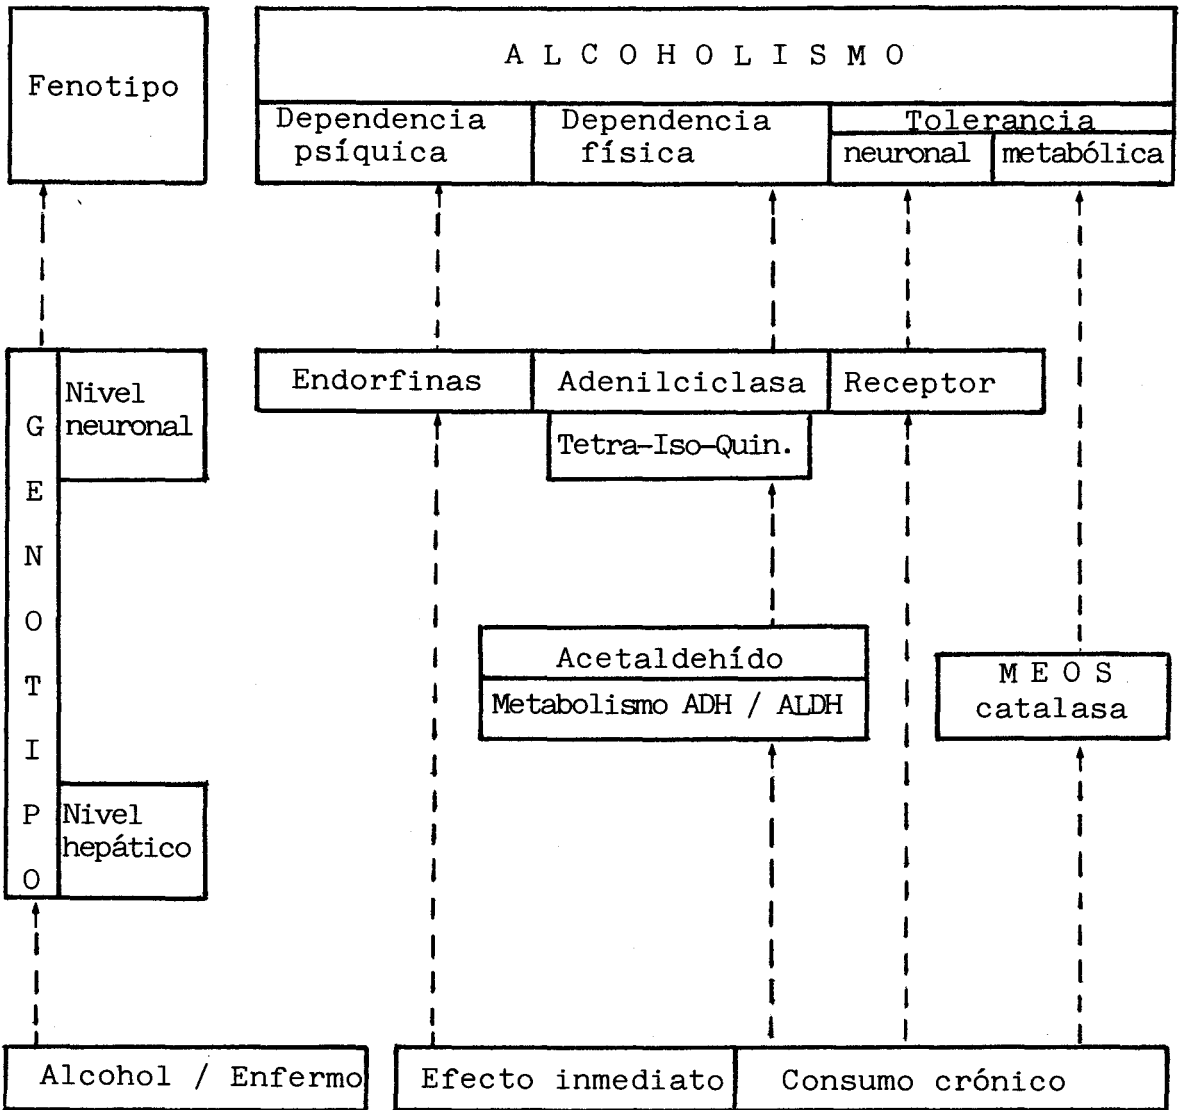 Fenotipo
A L C O H O L I S M O
Dependencia
psíquica
Dependencia
física
Tolerancia
neuronal
metabólica
G E N O T I P O
Nivel
neuronal
Endorfinas
Adenilciclasa
Receptor
Tetra-Iso-Quin.
Acetaldehído
Metabolismo ADH / ALDH
M E O S
catalasa
Nivel
hepático
Alcohol / Enfermo
Efecto inmediato
Consumo crónico